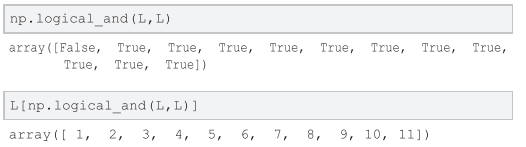 np.logical_and(L,L)
array([False, True, True, True, True, True, True, True, True,
True, True, True])
L[np.logical_and(L,L)]
array([ 1, 2, 3, 4, 5, 6, 7, 8, 9, 10, 11])